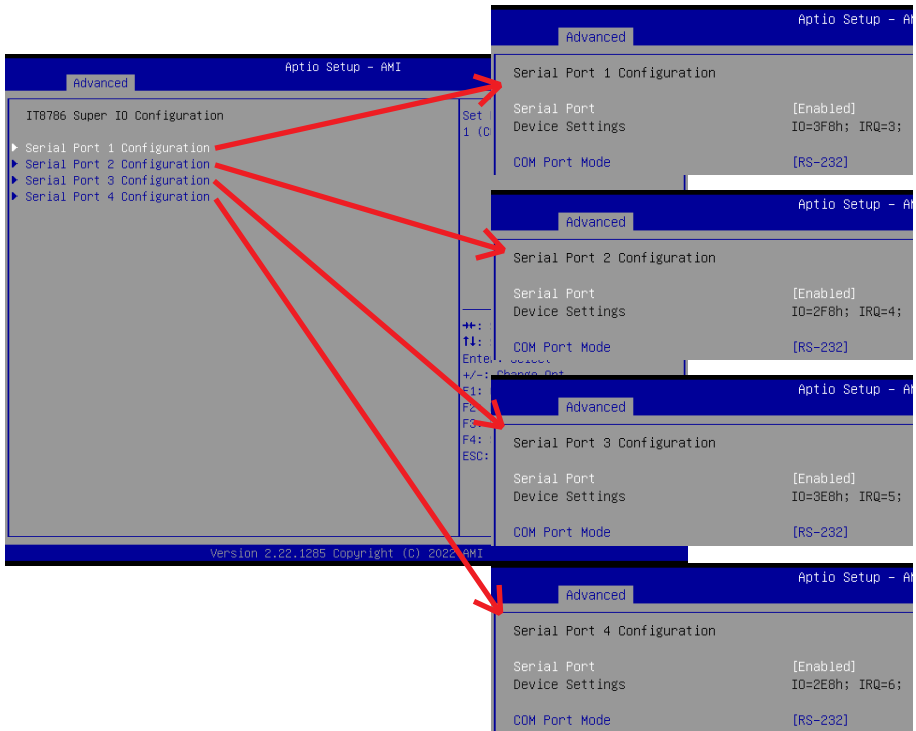 Aptio Setup - AMI
Advanced
IT8786 Super IO Configuration
Serial Port 1 Configuration
Serial Port 2 Configuration
Serial Port 3 Configuration
Serial Port 4 Configuration
Set
1 (C
↔:
↑↓:
Enter: Select
+/-: Change Opt
F1:
F2:
F3:
F4:
ESC:
Version 2.22.1285 Copyright (C) 2022 AMI
Aptio Setup - AM
Advanced
Serial Port 1 Configuration
Serial Port [Enabled]
Device Settings IO=3F8h; IRQ=3;
COM Port Mode [RS-232]
Aptio Setup - AM
Advanced
Serial Port 2 Configuration
Serial Port [Enabled]
Device Settings IO=2F8h; IRQ=4;
COM Port Mode [RS-232]
Aptio Setup - AM
Advanced
Serial Port 3 Configuration
Serial Port [Enabled]
Device Settings IO=3E8h; IRQ=5;
COM Port Mode [RS-232]
Aptio Setup - AM
Advanced
Serial Port 4 Configuration
Serial Port [Enabled]
Device Settings IO=2E8h; IRQ=6;
COM Port Mode [RS-232]